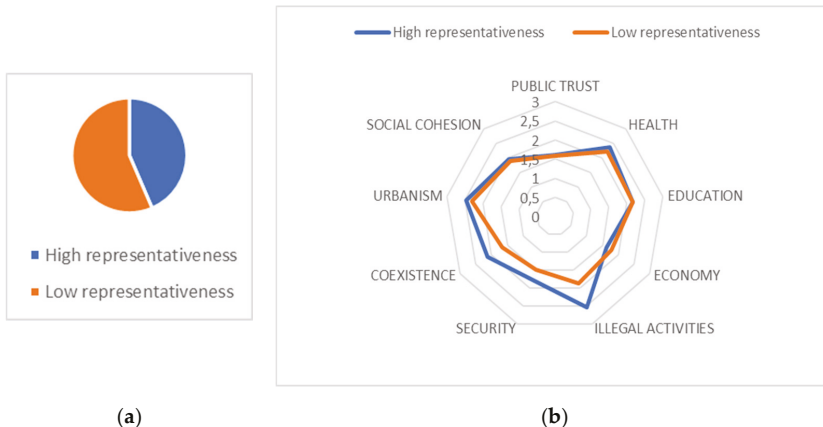 High representativeness
Low representativeness
High representativeness Low representativeness
PUBLIC TRUST
3
2,5
2
1,5
1
0,5
0
HEALTH
EDUCATION
ECONOMY
ILLEGAL ACTIVITIES
SECURITY
COEXISTENCE
URBANISM
SOCIAL COHESION
(a) (b)